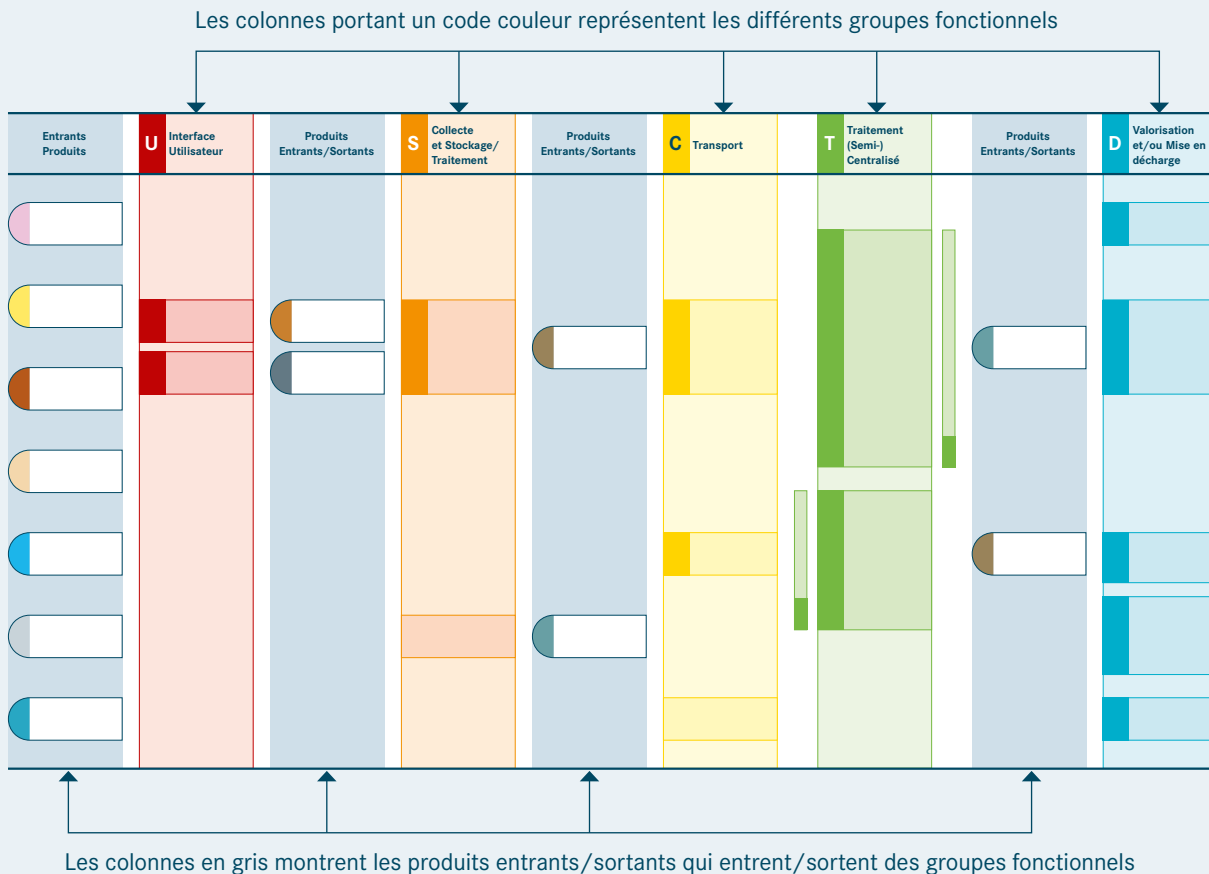 Les colonnes portant un code couleur représentent les différents groupes fonctionnels
Entrants
Produits
U
Interface
Utilisateur
Produits
Entrants/Sortants
S
Collecte
et Stockage/
Traitement
Produits
Entrants/Sortants
C
Transport
T
Traitement
(Semi-)
Centralisé
Produits
Entrants/Sortants
D
Valorisation
et/ou Mise en
décharge
Les colonnes en gris montrent les produits entrants/sortants qui entrent/sortent des groupes fonctionnels